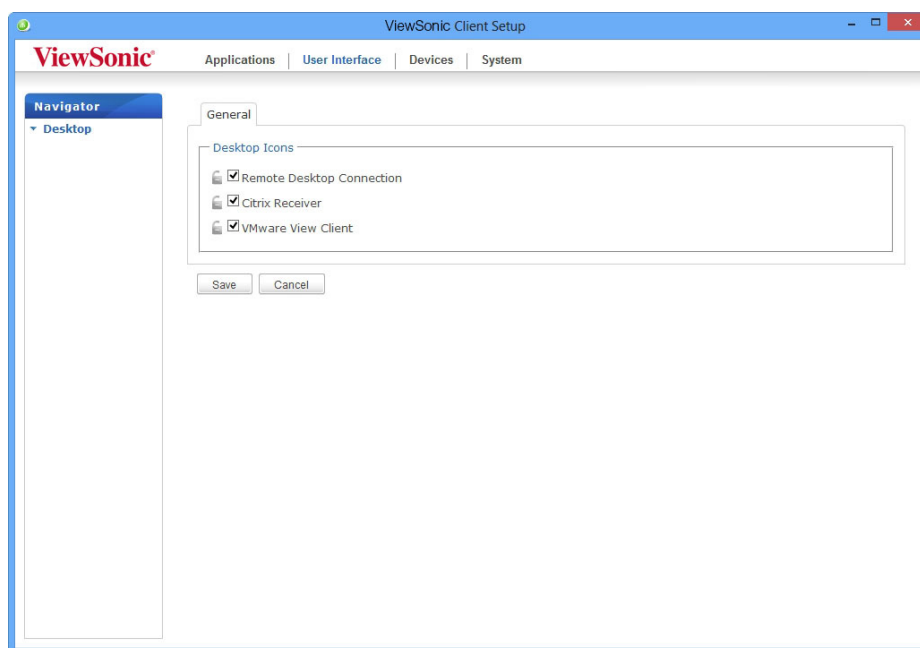 ViewSonic Client Setup
ViewSonic®
Applications | User Interface | Devices | System
Navigator
Desktop
General
Desktop Icons
Remote Desktop Connection
Citrix Receiver
VMware View Client
Save Cancel